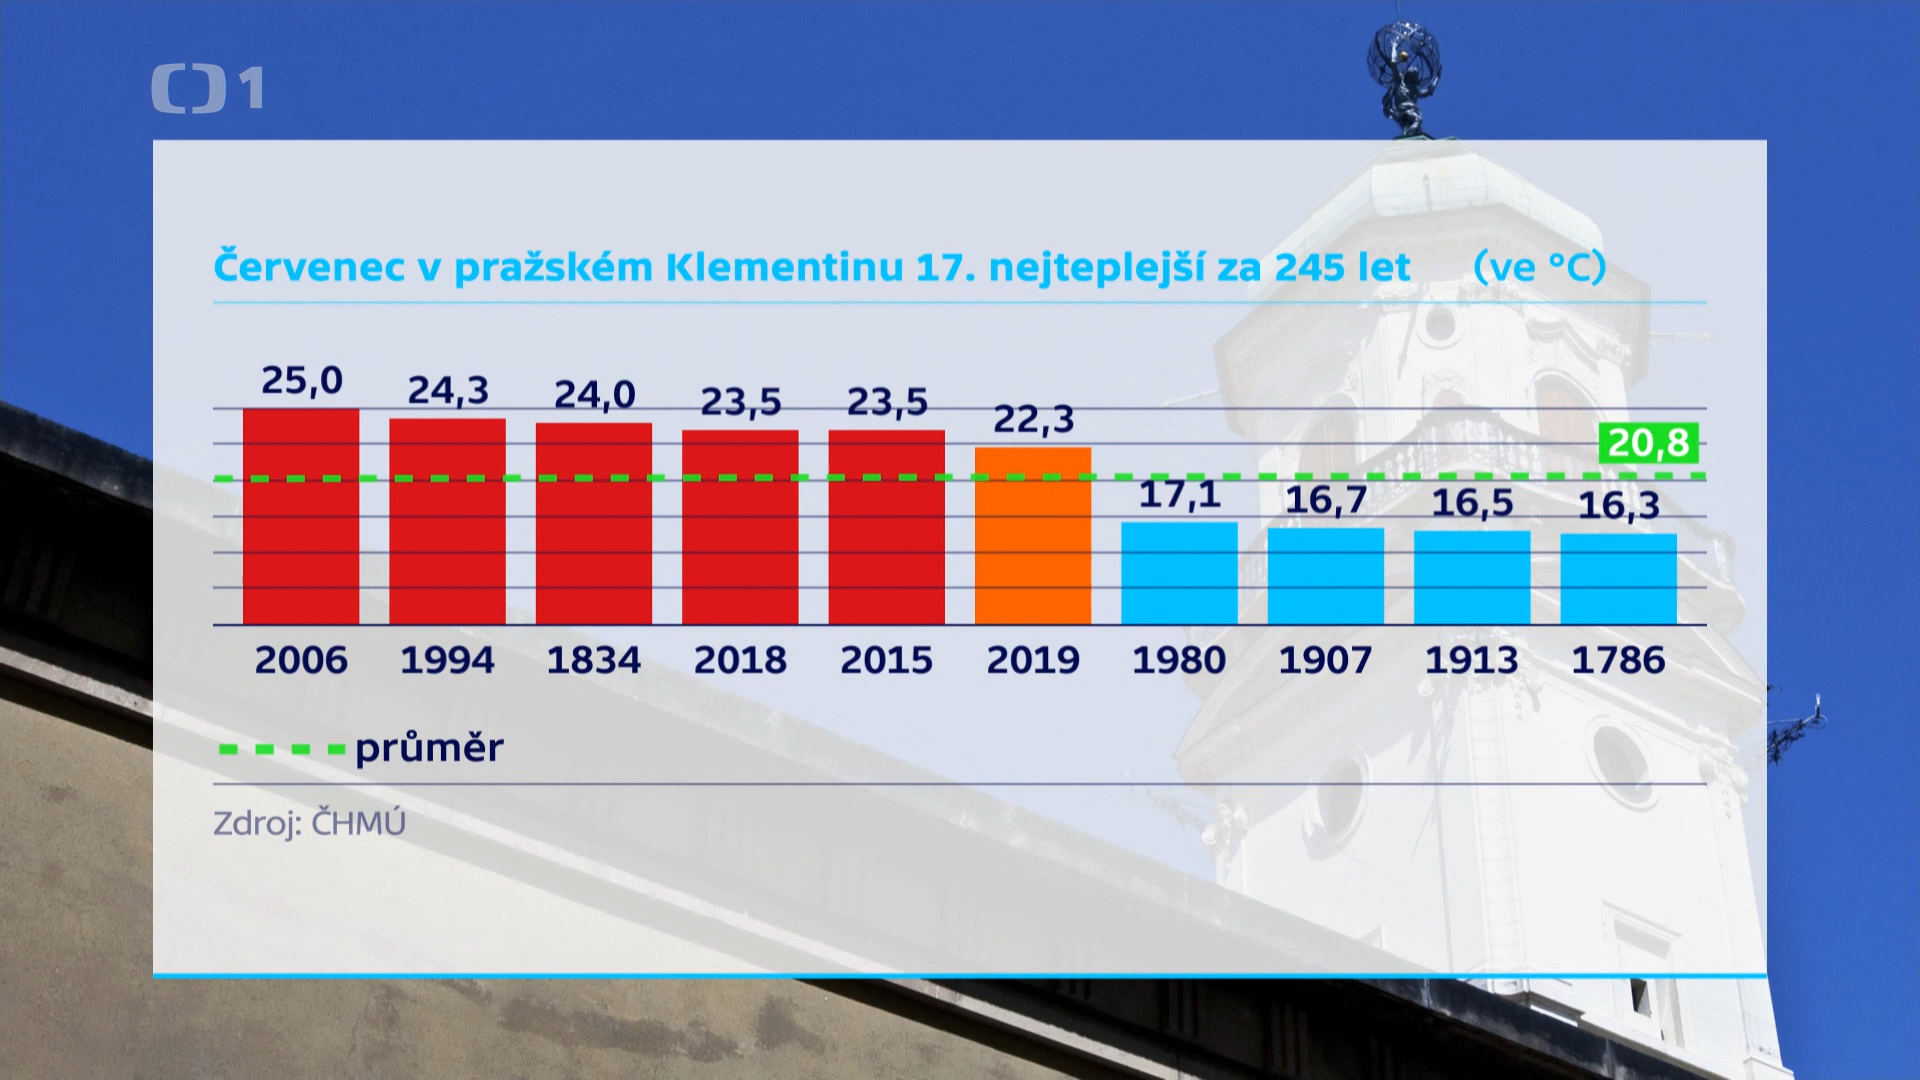 1
Červenec v pražském Klementinu 17. nejteplejší za 245 let (ve °C)
25,0 24,3 24,0 23,5 23,5 22,3 20,8
17,1 16,7 16,5 16,3
2006 1994 1834 2018 2015 2019 1980 1907 1913 1786
průměr
Zdroj: ČHMÚ